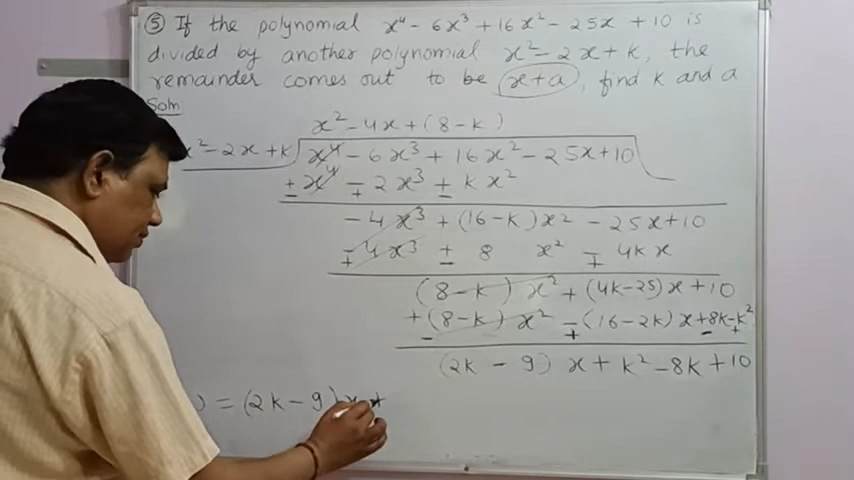 ⑤ If the polynomial x⁴ - 6x³ + 16x² - 25x + 10 is
divided by another polynomial x² - 2x + k, the
remainder comes out to be x + a, find k and a
Soln
x² - 4x + (8 - k)
x² - 2x + k ) x⁴ - 6x³ + 16x² - 25x + 10
± x⁴ ∓ 2x³ ± kx²
- 4x³ + (16 - k)x² - 25x + 10
∓ 4x³ ± 8 x² ∓ 4kx
(8 - k) x² + (4k - 25)x + 10
+ (8 - k) x² ∓ (16 - 2k) x + 8k - k²
(2k - 9) x + k² - 8k + 10
) = (2k - 9) x +